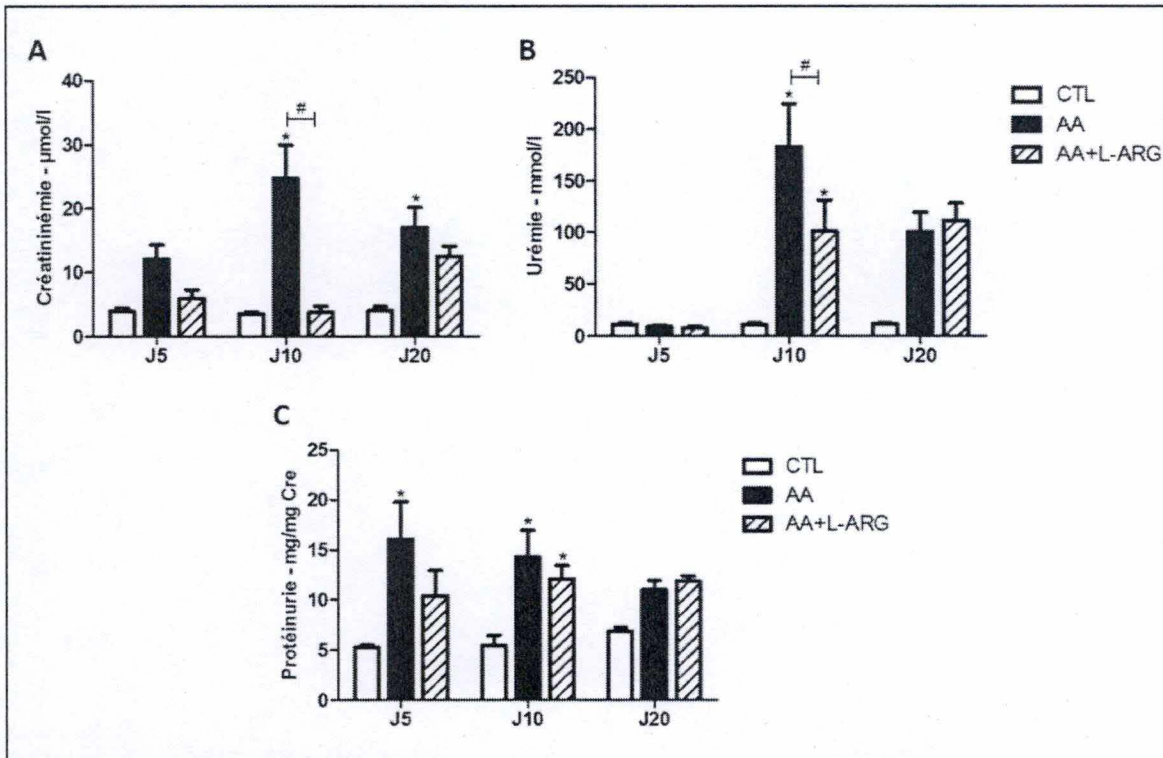 A
Créatininémie - µmol/l
40
30
20
10
0
*
#
*
J5
J10
J20
B
Urémie - mmol/l
250
200
150
100
50
0
*
#
*
J5
J10
J20
CTL
AA
AA+L-ARG
C
Protéinurie - mg/mg Cre
25
20
15
10
5
0
*
*
*
J5
J10
J20
CTL
AA
AA+L-ARG